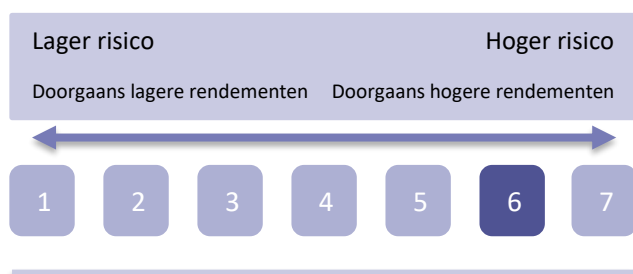 Lager risico Hoger risico
Doorgaans lagere rendementen Doorgaans hogere rendementen
1 2 3 4 5 6 7